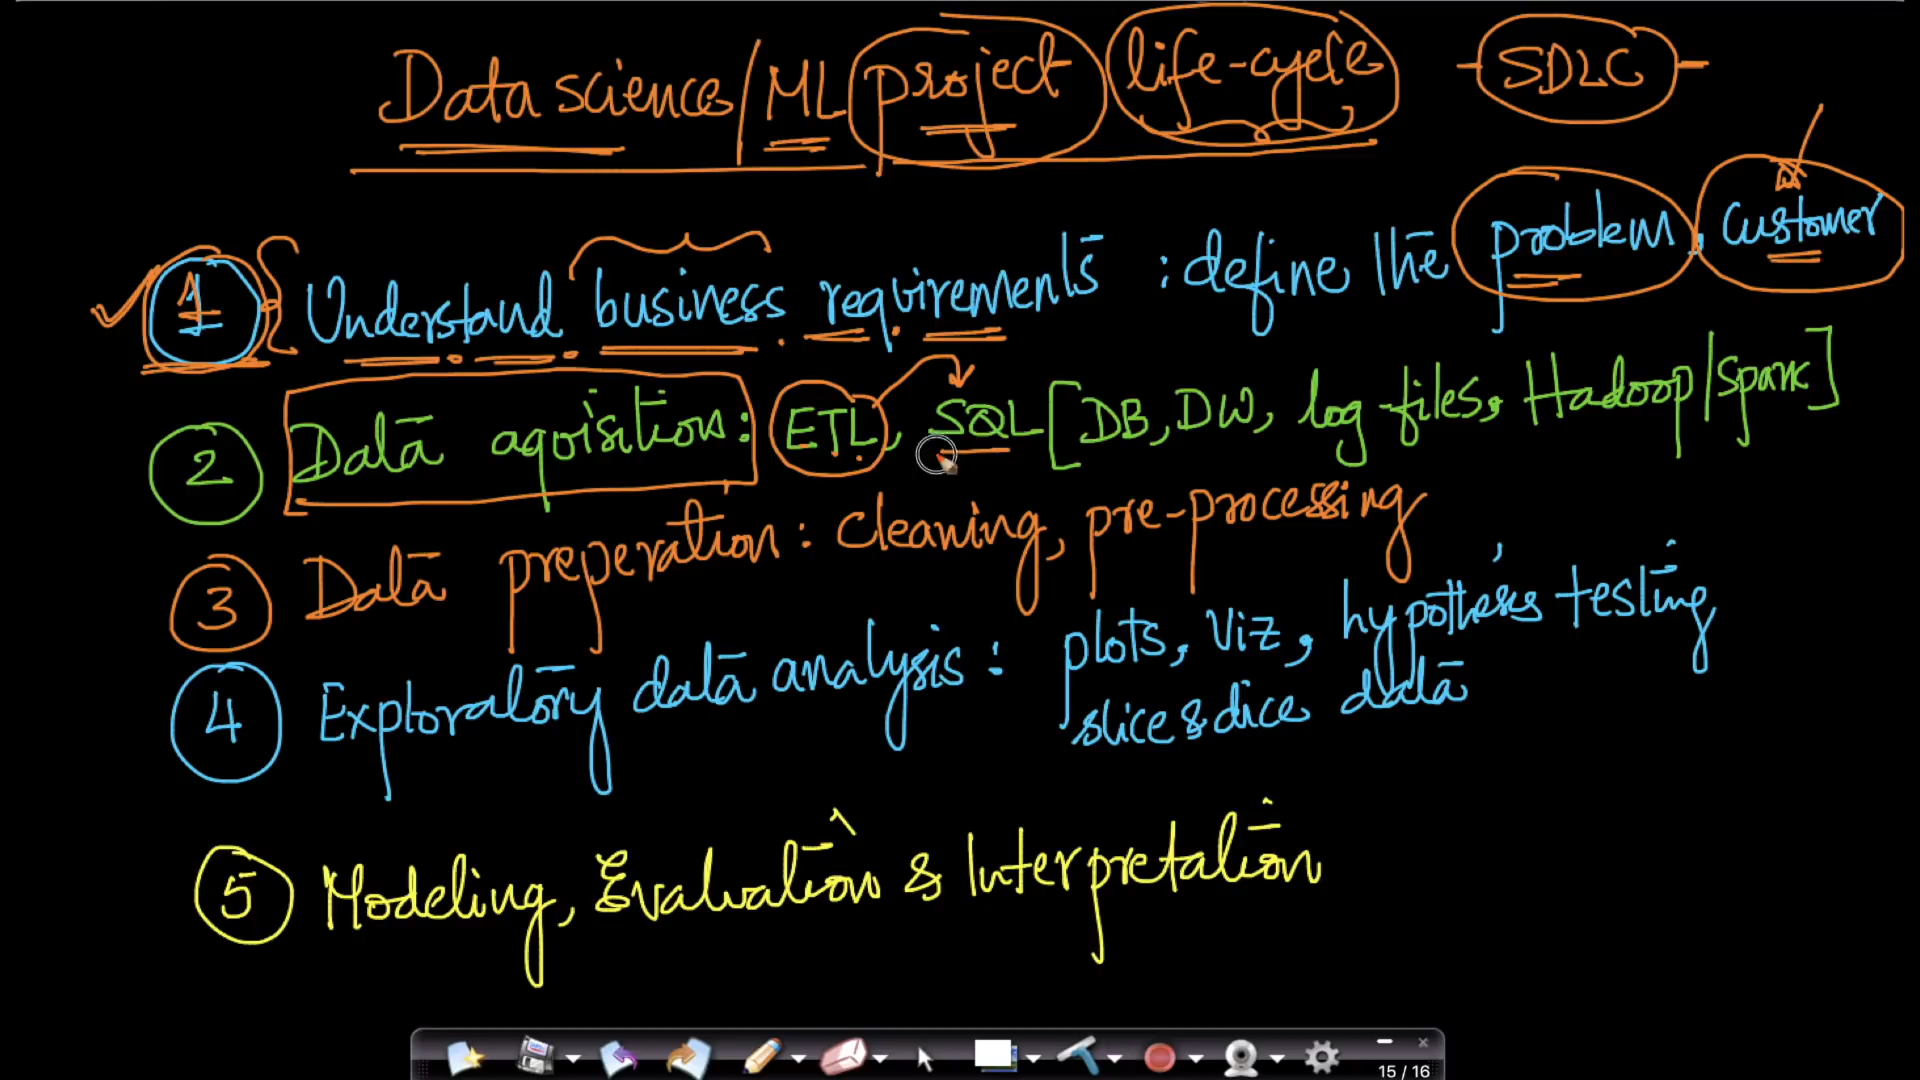 Data science/ML project life-cycle SDLC
1 Understand business requirements : define the problem, customer
2 Data aqoisition: ETL, SQL [DB, DW, log-files, Hadoop/spark]
3 Data preperation: cleaning, pre-processing
4 Exploratory data analysis: plots, Viz, hypothesis testing
slice & dice data
5 Modeling, Evaluation & Interpretation
15 / 16